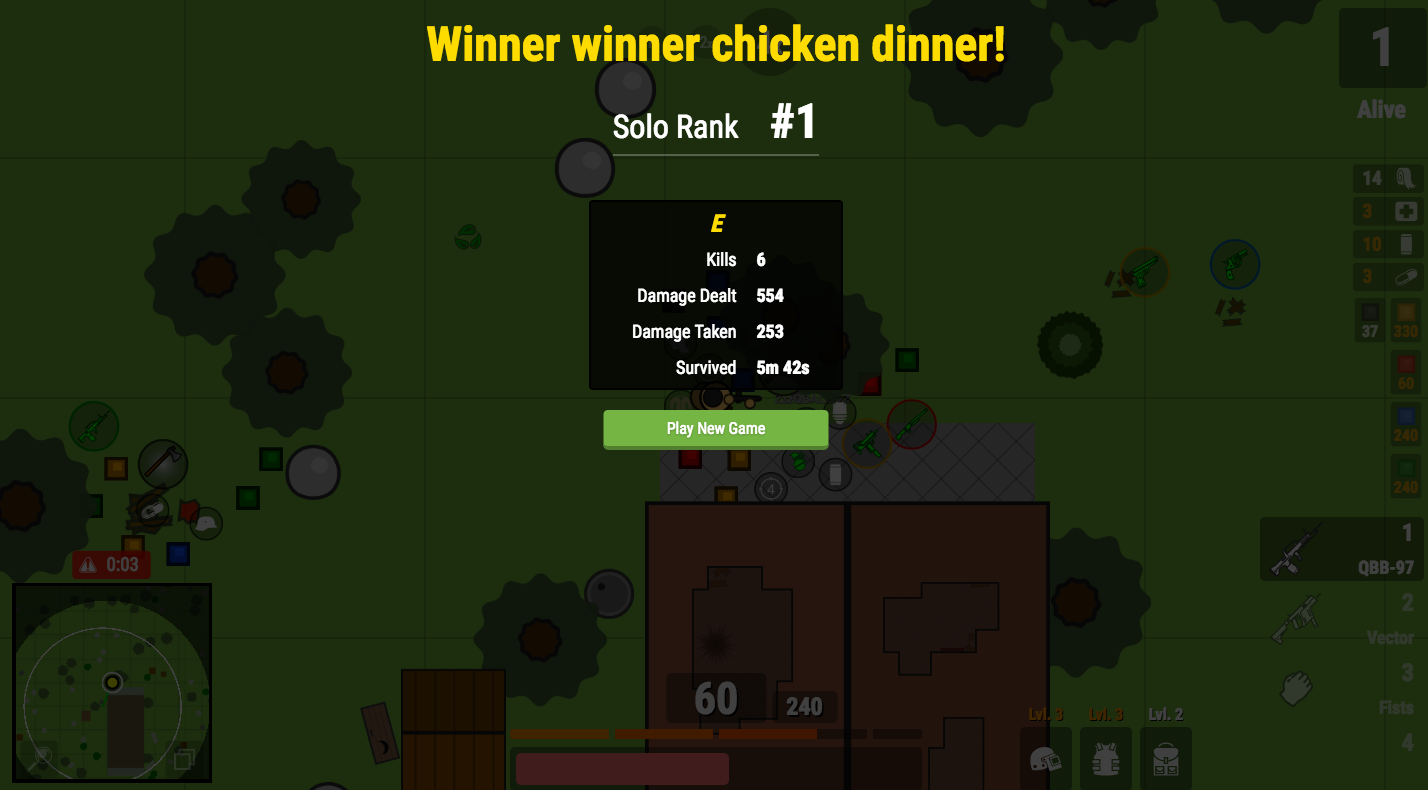 Winner winner chicken dinner!
1
Alive
Solo Rank #1
14
3
10
3
E
Kills 6
Damage Dealt 554
Damage Taken 253
Survived 5m 42s
37 330
60
240
240
Play New Game
4
0:03
1
QBB-97
2
Vector
3
Fists
4
60 240
Lvl. 3 Lvl. 3 Lvl. 2